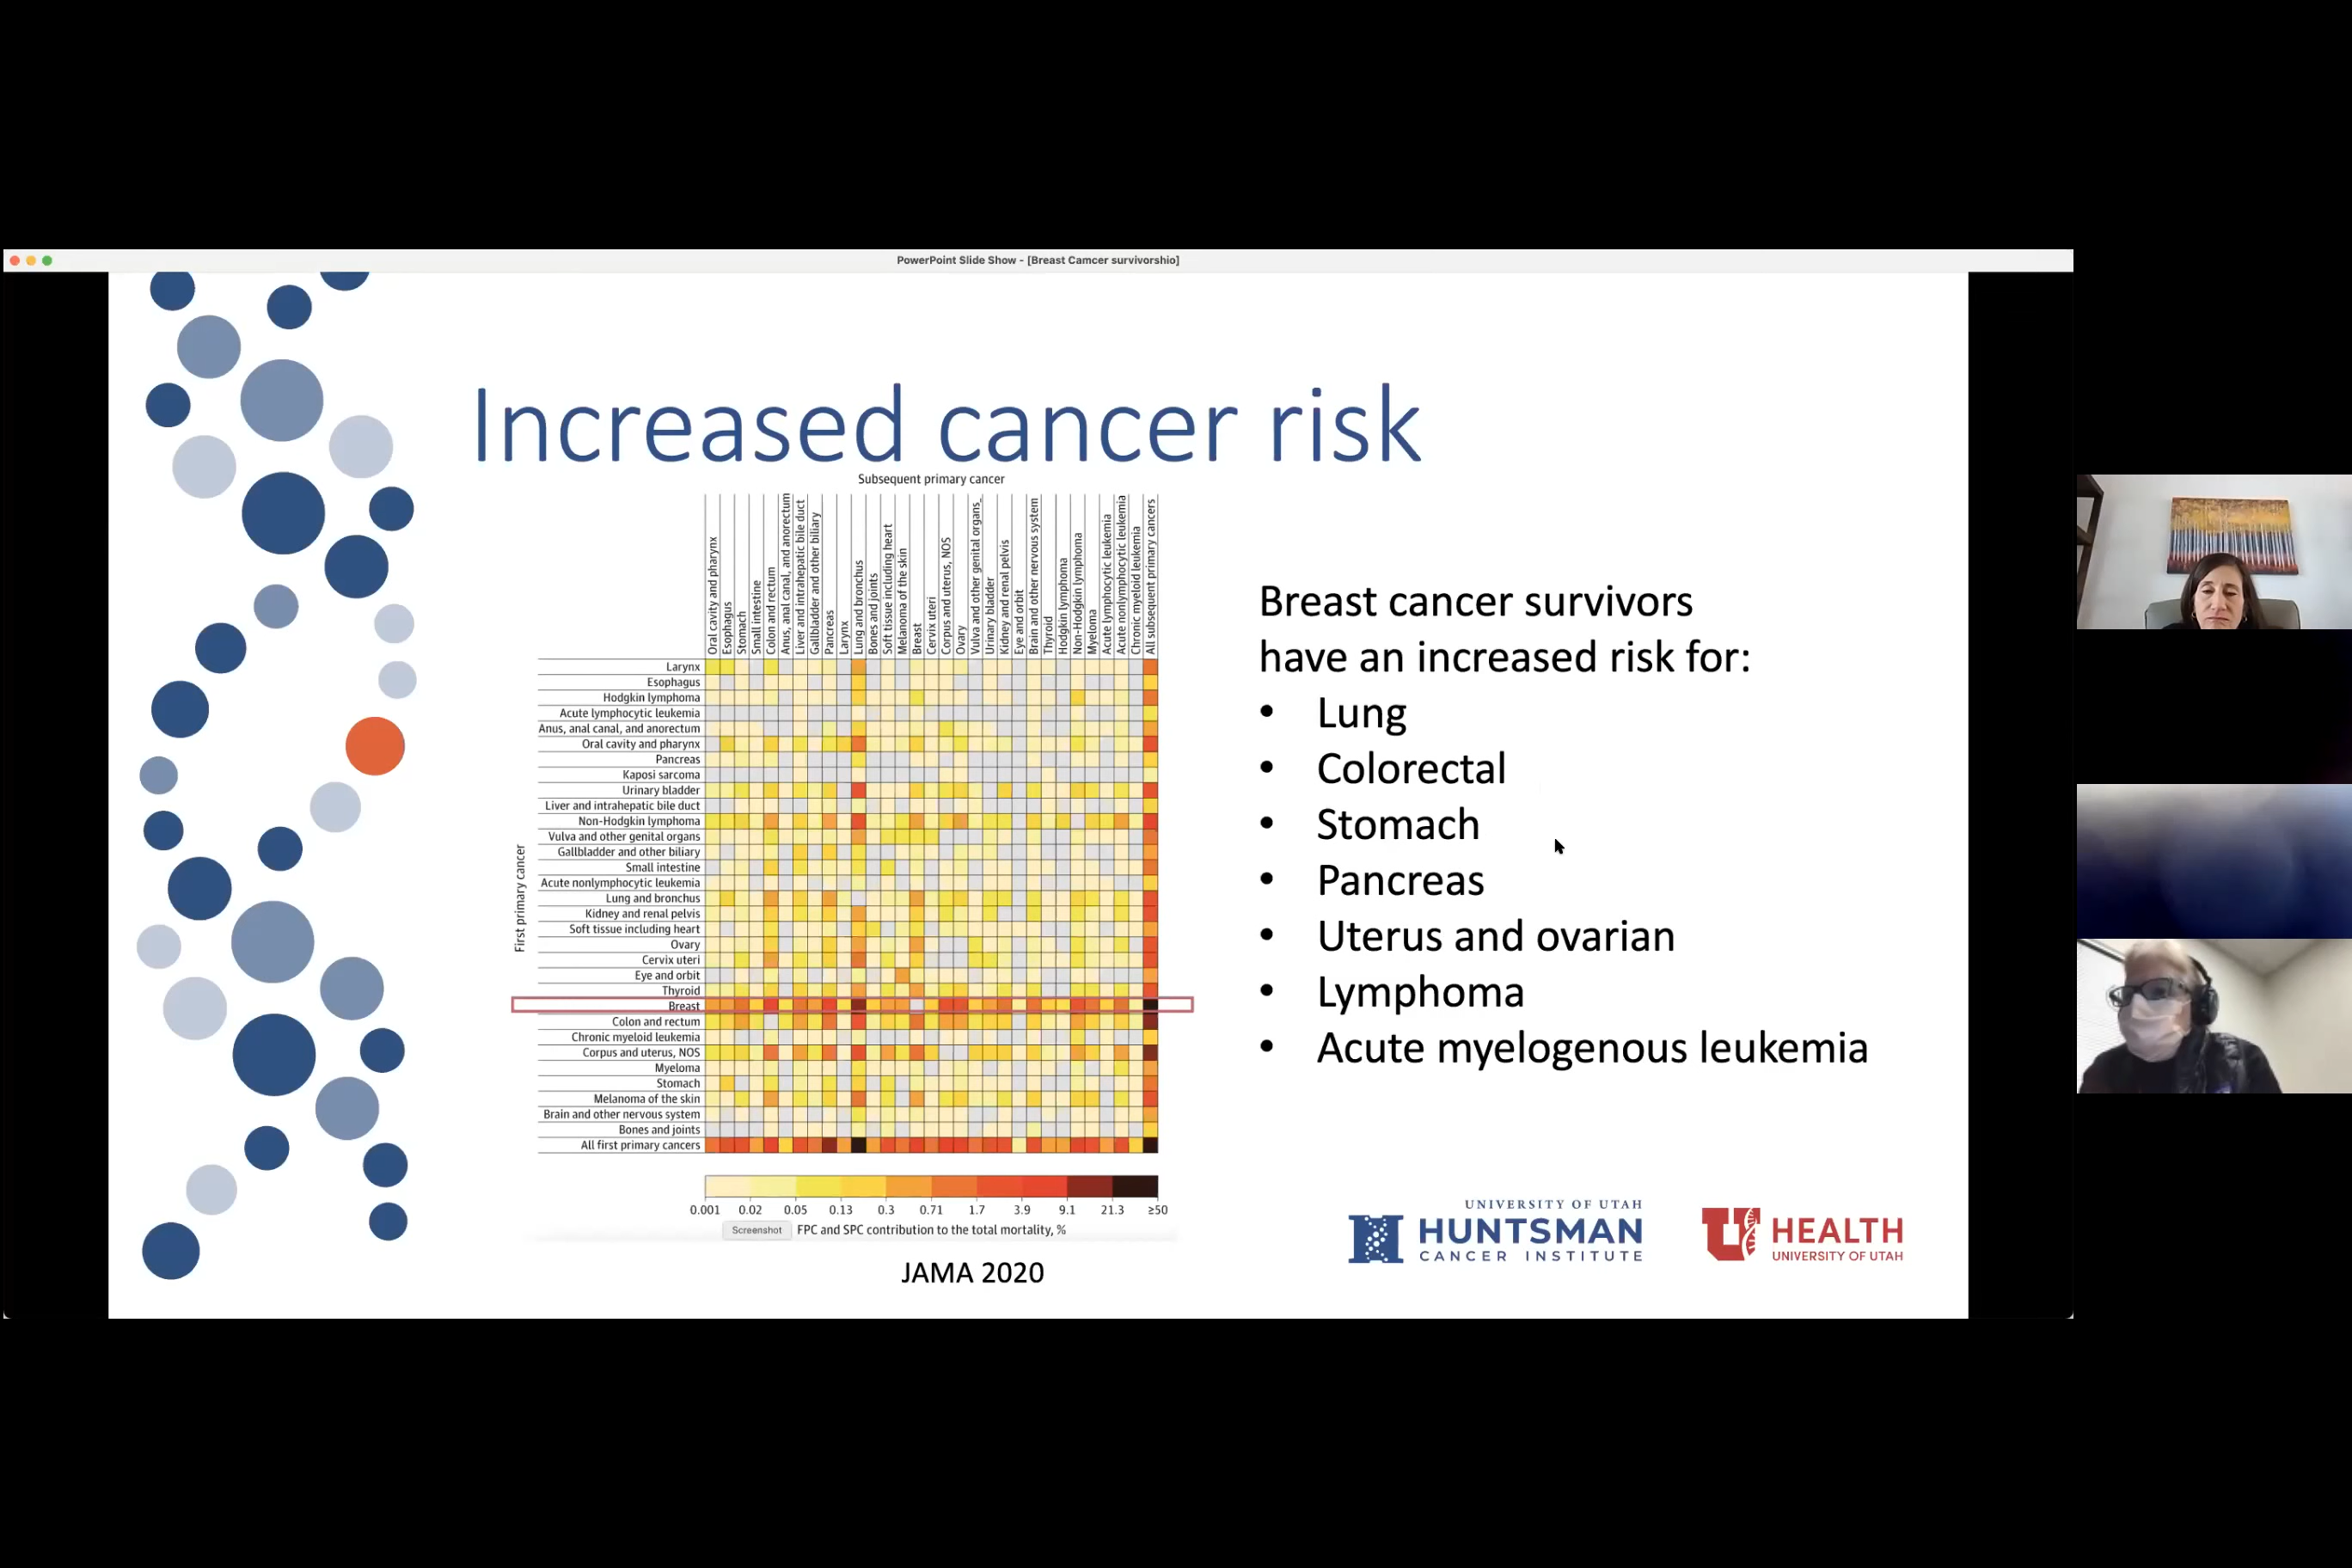 PowerPoint Slide Show - [Breast Camcer survivorshio]
Increased cancer risk
Subsequent primary cancer
Oral cavity and pharynx
Esophagus
Stomach
Small intestine
Colon and rectum
Anus, anal canal, and anorectum
Liver and intrahepatic bile duct
Gallbladder and other biliary
Pancreas
Larynx
Lung and bronchus
Bones and joints
Soft tissue including heart
Melanoma of the skin
Breast
Cervix uteri
Corpus and uterus, NOS
Ovary
Vulva and other genital organs
Urinary bladder
Kidney and renal pelvis
Eye and orbit
Brain and other nervous system
Thyroid
Hodgkin lymphoma
Non-Hodgkin lymphoma
Myeloma
Acute lymphocytic leukemia
Acute nonlymphocytic leukemia
Chronic myeloid leukemia
All subsequent primary cancers
First primary cancer
Larynx
Esophagus
Hodgkin lymphoma
Acute lymphocytic leukemia
Anus, anal canal, and anorectum
Oral cavity and pharynx
Pancreas
Kaposi sarcoma
Urinary bladder
Liver and intrahepatic bile duct
Non-Hodgkin lymphoma
Vulva and other genital organs
Gallbladder and other biliary
Small intestine
Acute nonlymphocytic leukemia
Lung and bronchus
Kidney and renal pelvis
Soft tissue including heart
Ovary
Cervix uteri
Eye and orbit
Thyroid
Breast
Colon and rectum
Chronic myeloid leukemia
Corpus and uterus, NOS
Myeloma
Stomach
Melanoma of the skin
Brain and other nervous system
Bones and joints
All first primary cancers
0.001 0.02 0.05 0.13 0.3 0.71 1.7 3.9 9.1 21.3 ≥50
Screenshot
FPC and SPC contribution to the total mortality, %
JAMA 2020
Breast cancer survivors
have an increased risk for:
• Lung
• Colorectal
• Stomach
• Pancreas
• Uterus and ovarian
• Lymphoma
• Acute myelogenous leukemia
UNIVERSITY OF UTAH
HUNTSMAN
CANCER INSTITUTE
U
HEALTH
UNIVERSITY OF UTAH